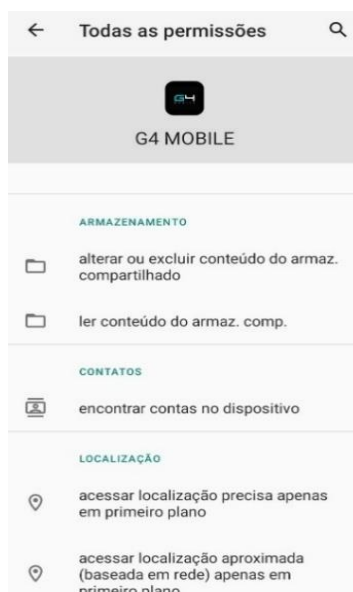 Todas as permissões
G4
G4 MOBILE
ARMAZENAMENTO
alterar ou excluir conteúdo do armaz.
compartilhado
ler conteúdo do armaz. comp.
CONTATOS
encontrar contas no dispositivo
LOCALIZAÇÃO
acessar localização precisa apenas
em primeiro plano
acessar localização aproximada
(baseada em rede) apenas em
primeiro plano